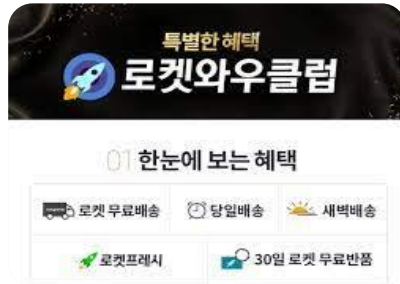 특별한 혜택
로켓와우클럽
01 한눈에 보는 혜택
로켓 무료배송 당일배송 새벽배송
로켓프레시 30일 로켓 무료반품